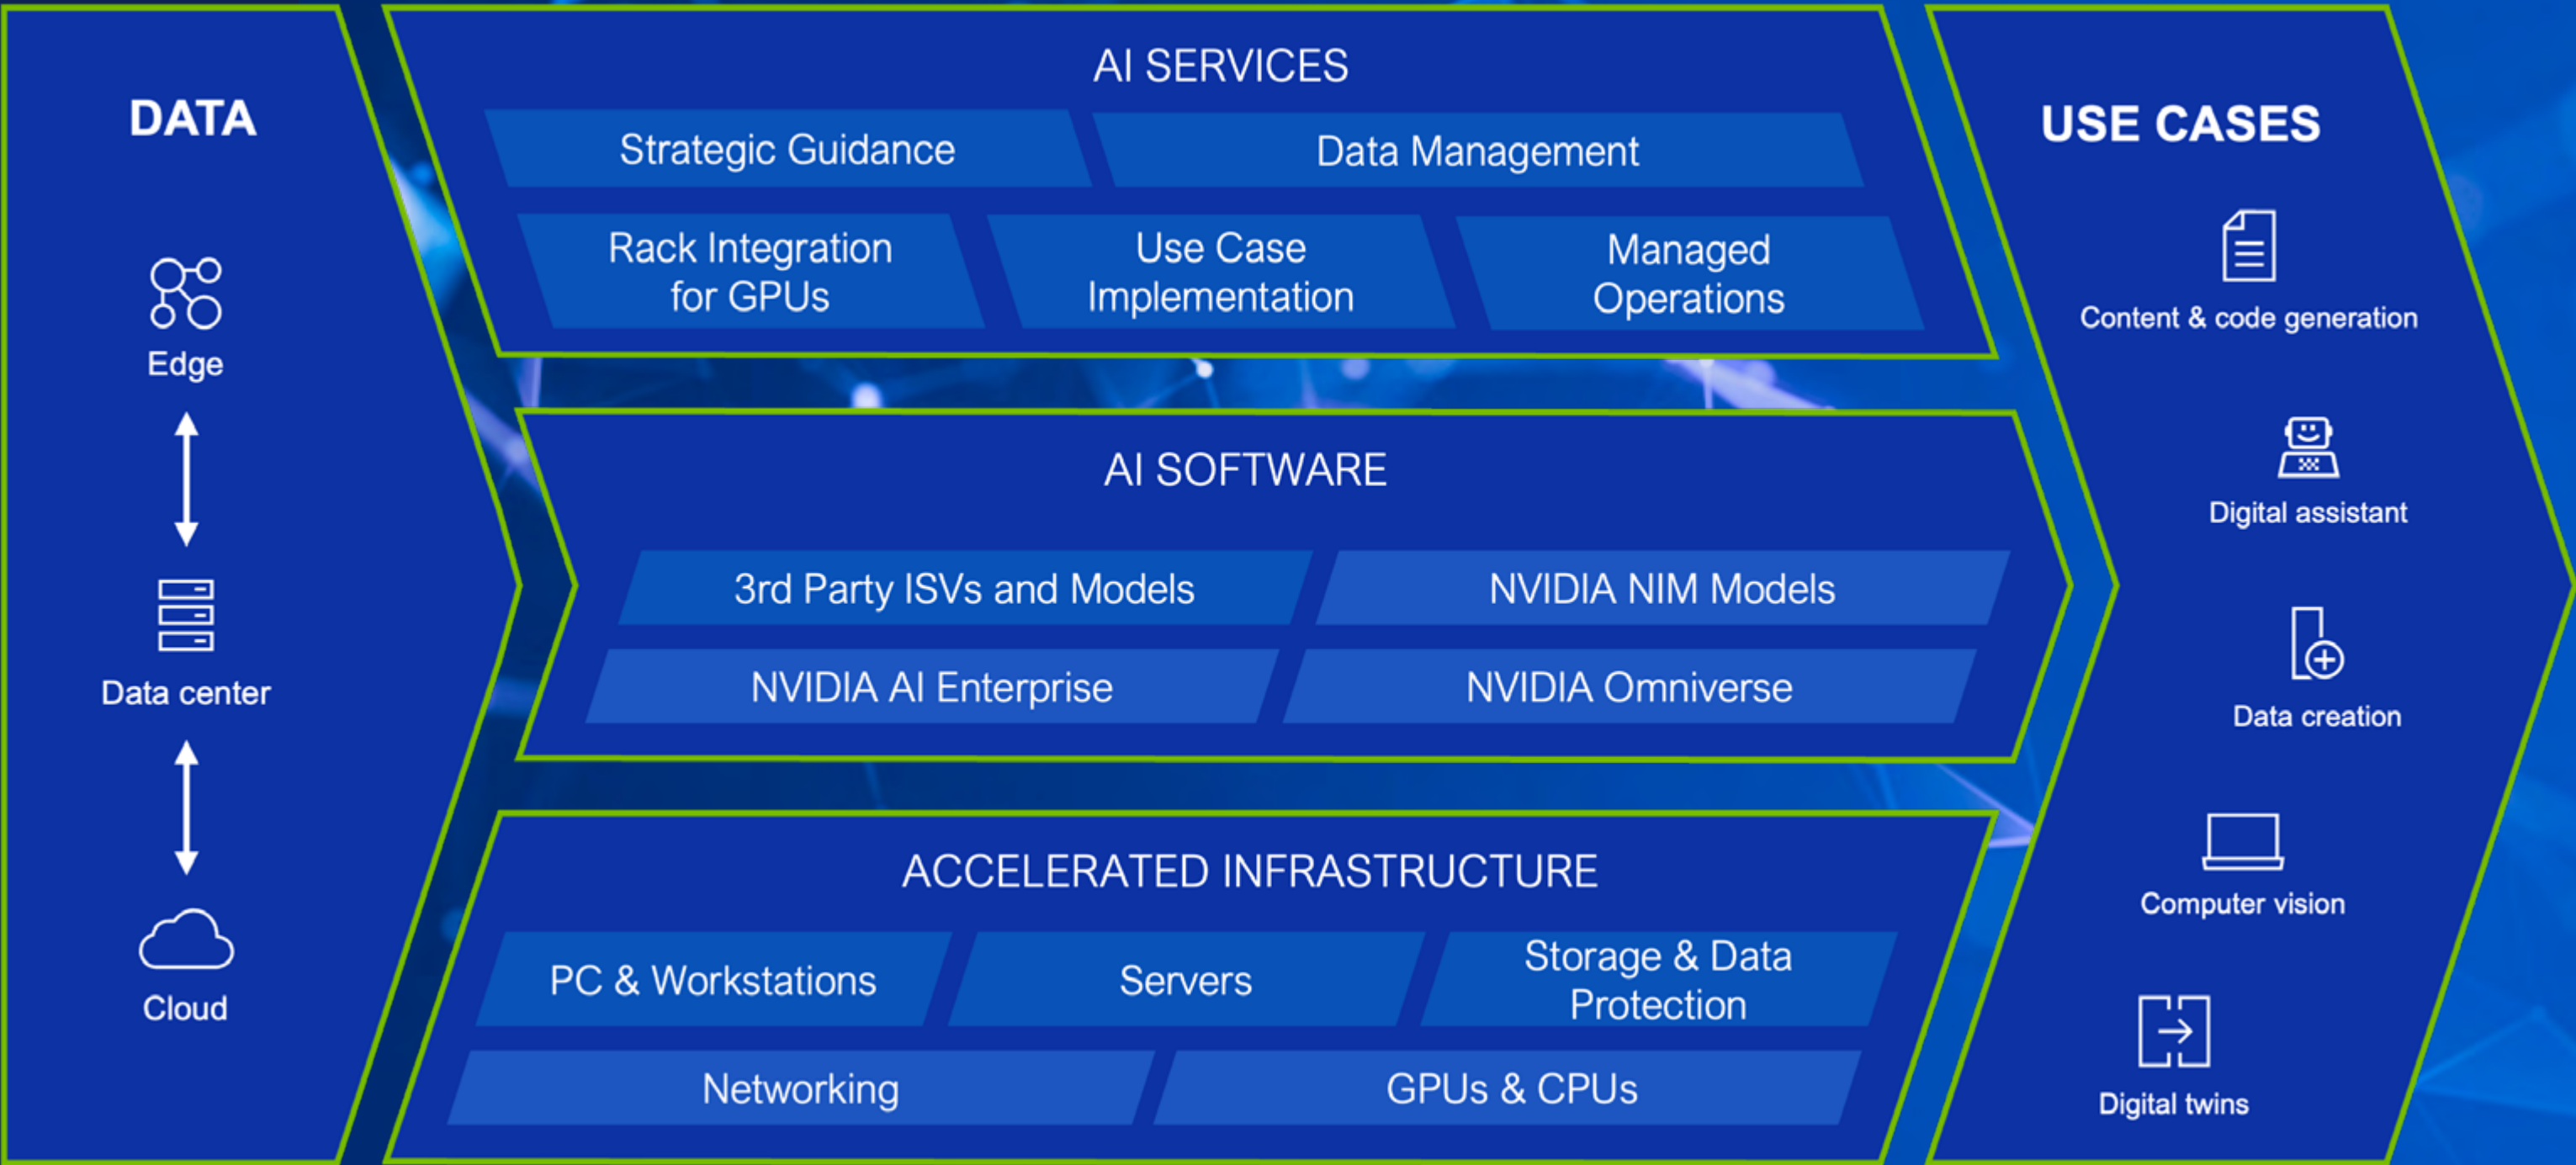 DATA
Edge
Data center
Cloud
AI SERVICES
Strategic Guidance
Data Management
Rack Integration
for GPUs
Use Case
Implementation
Managed
Operations
AI SOFTWARE
3rd Party ISVs and Models
NVIDIA NIM Models
NVIDIA AI Enterprise
NVIDIA Omniverse
ACCELERATED INFRASTRUCTURE
PC & Workstations
Servers
Storage & Data
Protection
Networking
GPUs & CPUs
USE CASES
Content & code generation
Digital assistant
Data creation
Computer vision
Digital twins